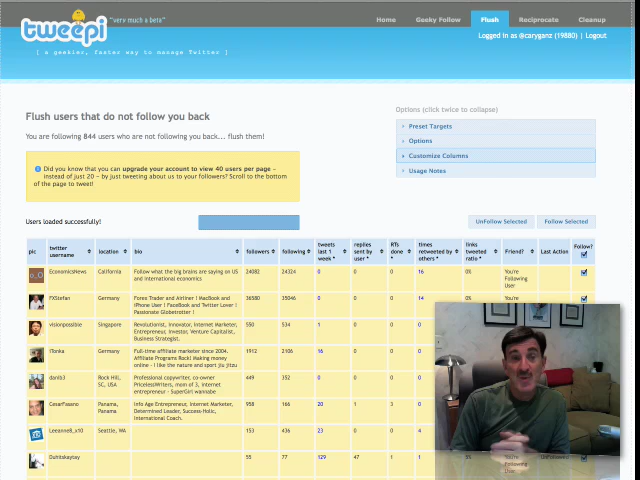 tweepi "very much a beta"
[ a geekier, faster way to manage Twitter ]
Home Geeky Follow Flush Reciprocate Cleanup
Logged in as @caryganz (19880) | Logout
Flush users that do not follow you back
You are following 844 users who are not following you back... flush them!
Did you know that you can upgrade your account to view 40 users per page -
instead of just 20 - by just tweeting about us to your followers? Scroll to the bottom
of the page to tweet!
Options (click twice to collapse)
Preset Targets
Options
Customize Columns
Usage Notes
Users loaded successfully!
UnFollow Selected Follow Selected
pic twitter username location bio followers following tweets last 1 week * replies sent by user * RTs done * times retweeted by others * links tweeted ratio * Friend? Last Action Follow?
EconomicsNews California Follow what the big brains are saying on US and international economics 24082 24324 0 0 0 16 0% You're Following User
FXStefan Germany Forex Trader and Airliner ! MacBook and iPhone User ! FaceBook and Twitter Lover ! Passionate Globetrotter ! 36580 35046 0 0 0 14 0% You're
visionpossible Singapore Revolutionist, Innovator, Internet Marketer, Entrepreneur, Investor, Venture Capitalist, Business Strategist. 550 534 1 0 0 0
iTonka Germany Full-time affiliate marketer since 2004. Affiliate Programs Rock! Making money online - I like the nature and sport jiu jtzu 1912 2106 16 0 0 0
danib3 Rock Hill, SC, USA Professional copywriter, co-owner PricelessWriters, mom of 3, internet entrepreneur - SuperGirl wannabe 449 352 0 0 0 0
CesarFasano Panama, Panama Info Age Entrepreneur, Internet Marketer, Determined Leader, Success-Holic, International Coach. 958 166 20 1 3 0
Leeanne8_x10 Seattle, WA 153 436 23 0 0 4
Duhitskaytay 55 77 129 47 1 1 You're Following User